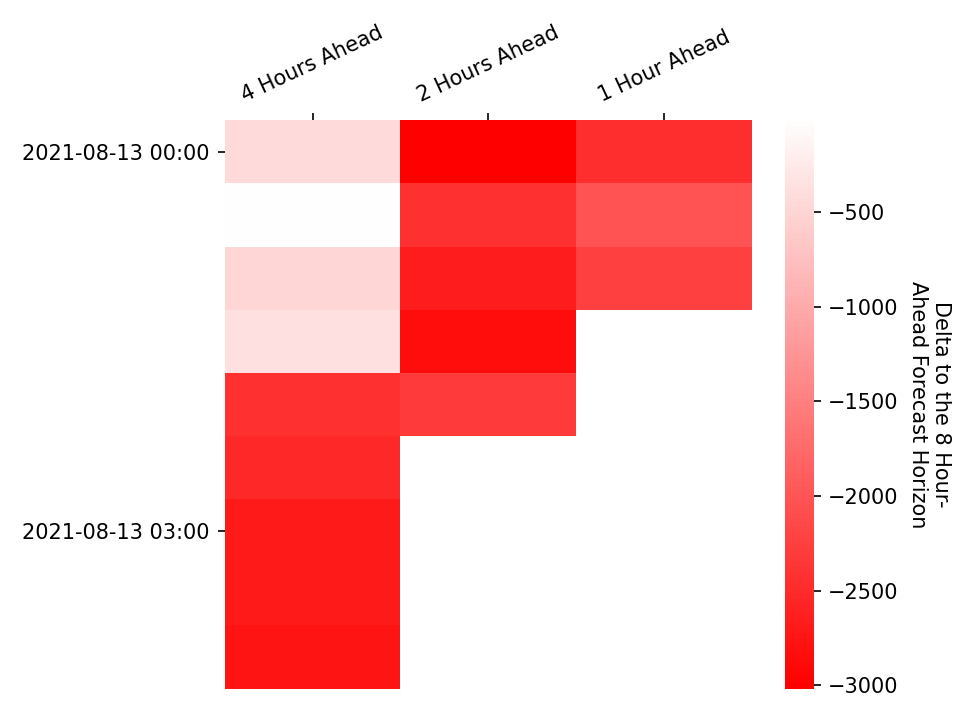 4 Hours Ahead
2 Hours Ahead
1 Hour Ahead
2021-08-13 00:00
2021-08-13 03:00
−500
−1000
−1500
−2000
−2500
−3000
Delta to the 8 Hour-
Ahead Forecast Horizon